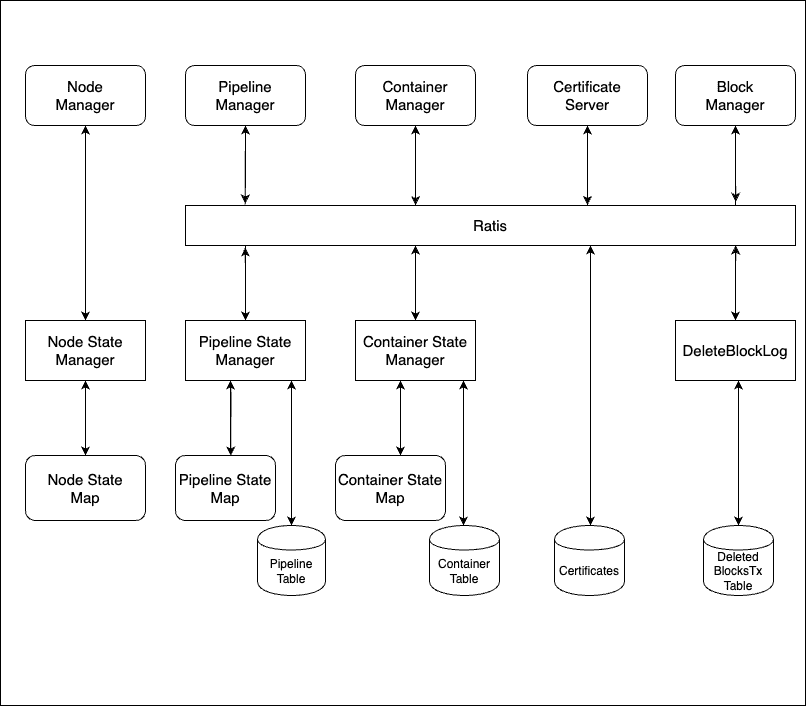 Node
Manager
Pipeline
Manager
Container
Manager
Certificate
Server
Block
Manager
Ratis
Node State
Manager
Pipeline State
Manager
Container State
Manager
DeleteBlockLog
Node State
Map
Pipeline State
Map
Container State
Map
Pipeline
Table
Container
Table
Certificates
Deleted
BlocksTx
Table